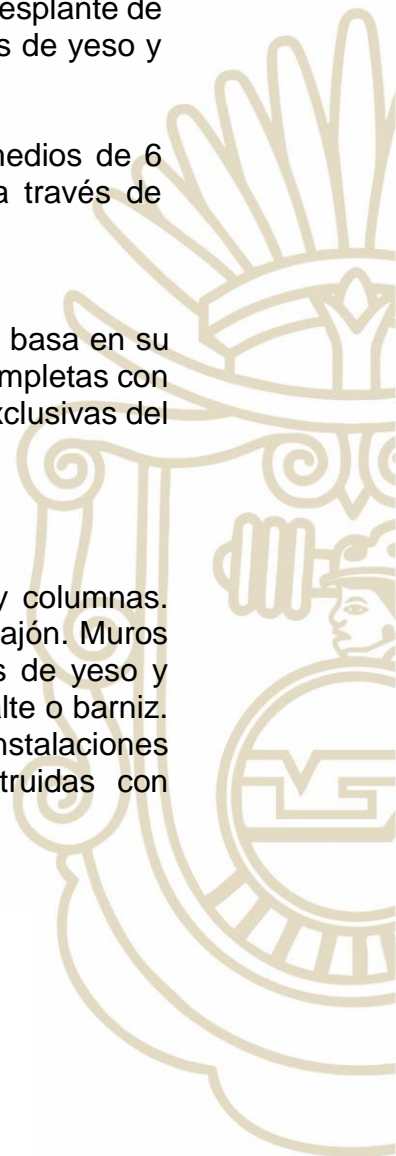 esplante de
s de yeso y
nedios de 6
a través de
basa en su
mpletas con
xclusivas del
y columnas.
ajón. Muros
s de yeso y
alte o barniz.
nstalaciones
truidas con